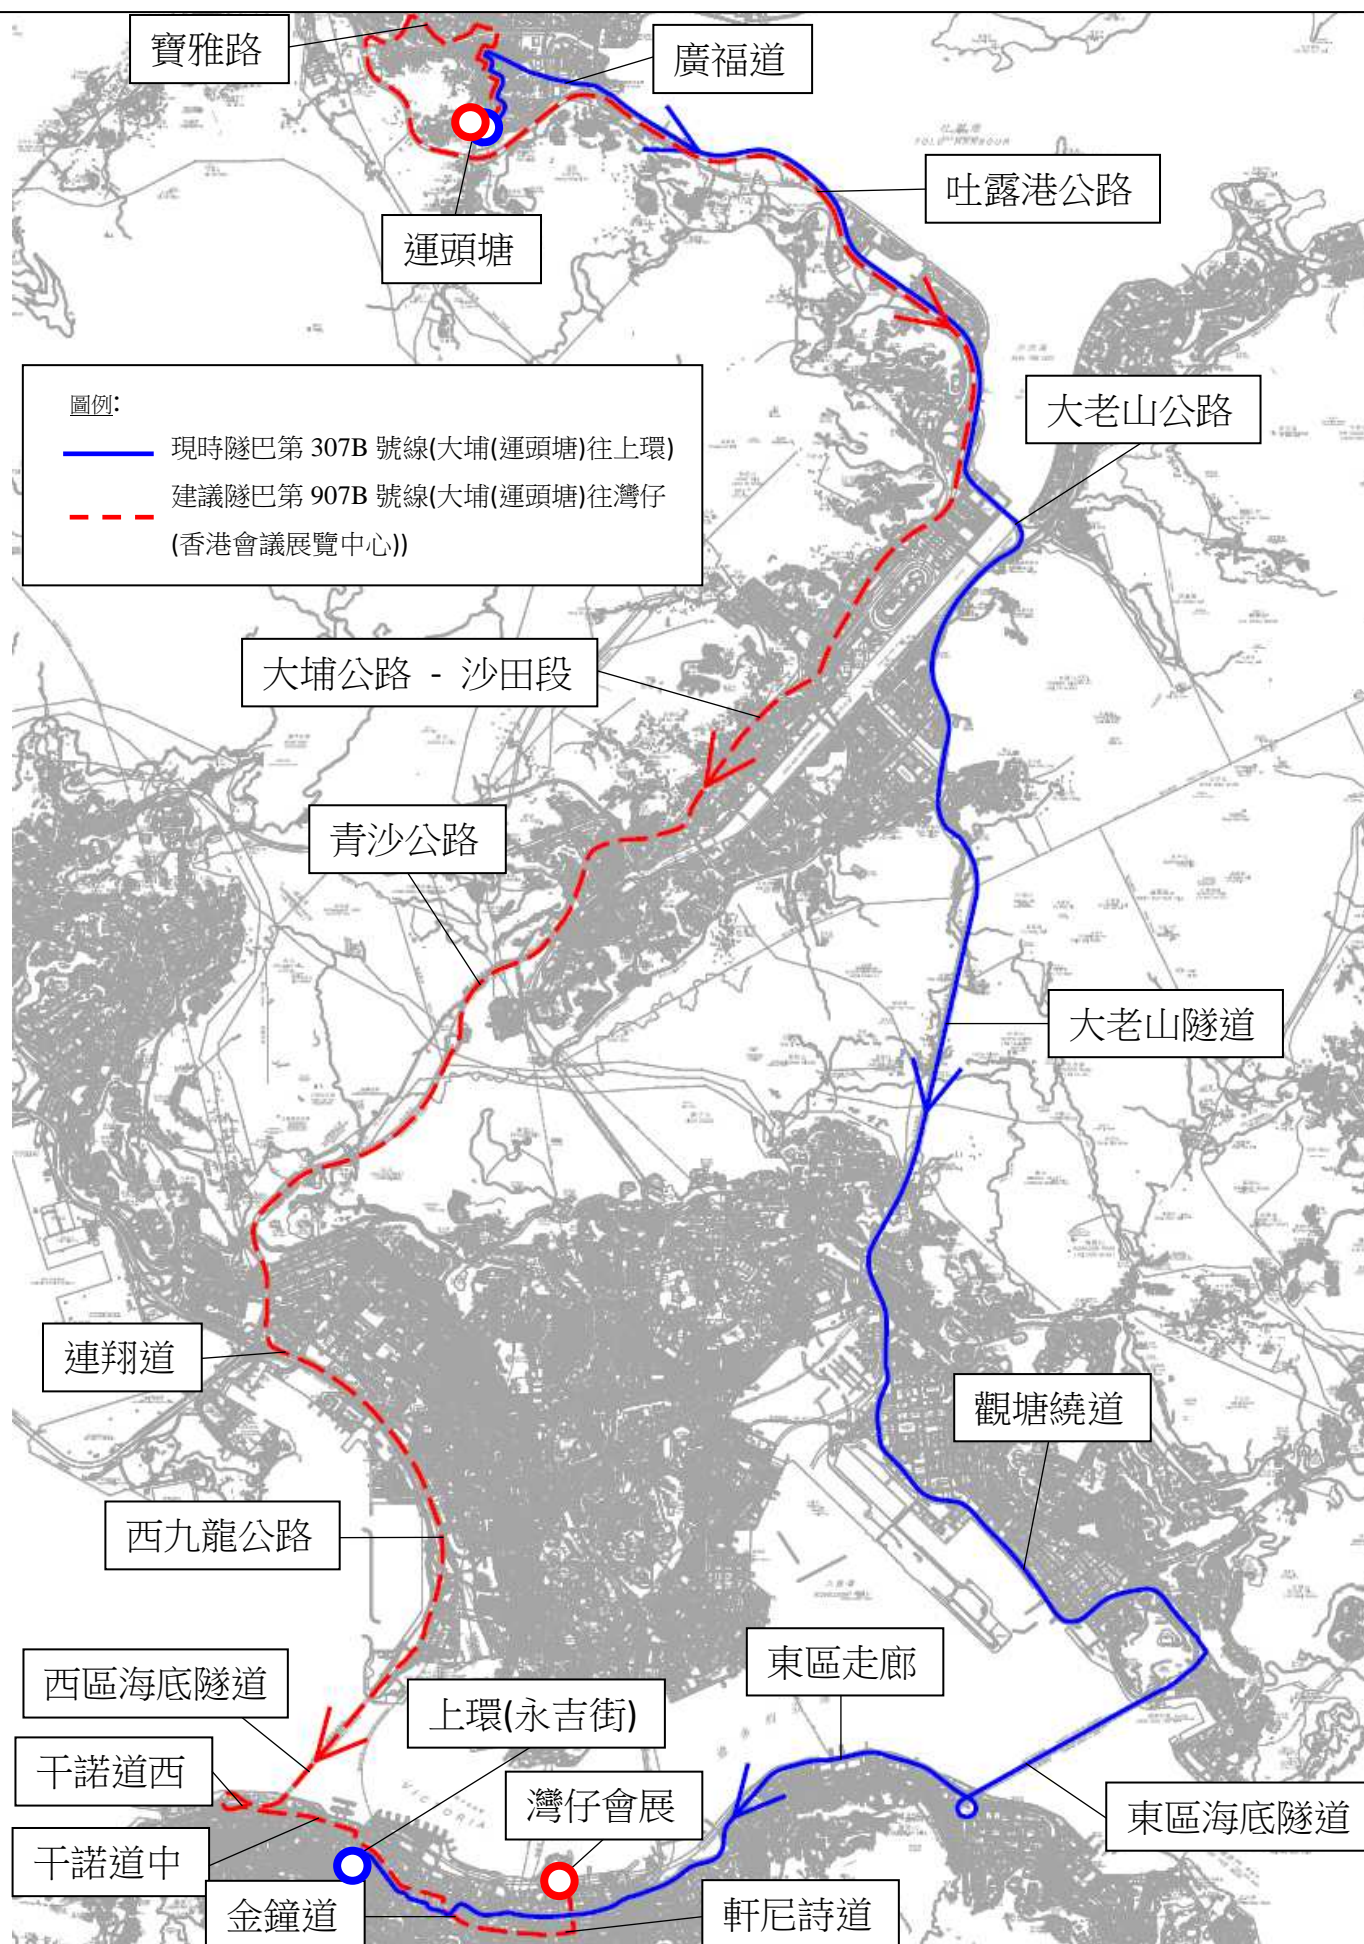 寶雅路
廣福道
吐露港公路
運頭塘
圖例:
現時隧巴第 307B 號線(大埔(運頭塘)往上環)
建議隧巴第 907B 號線(大埔(運頭塘)往灣仔
(香港會議展覽中心))
大老山公路
大埔公路 - 沙田段
青沙公路
大老山隧道
連翔道
觀塘繞道
西九龍公路
東區走廊
西區海底隧道
上環(永吉街)
干諾道西
灣仔會展
東區海底隧道
干諾道中
金鐘道
軒尼詩道
VICTORIA